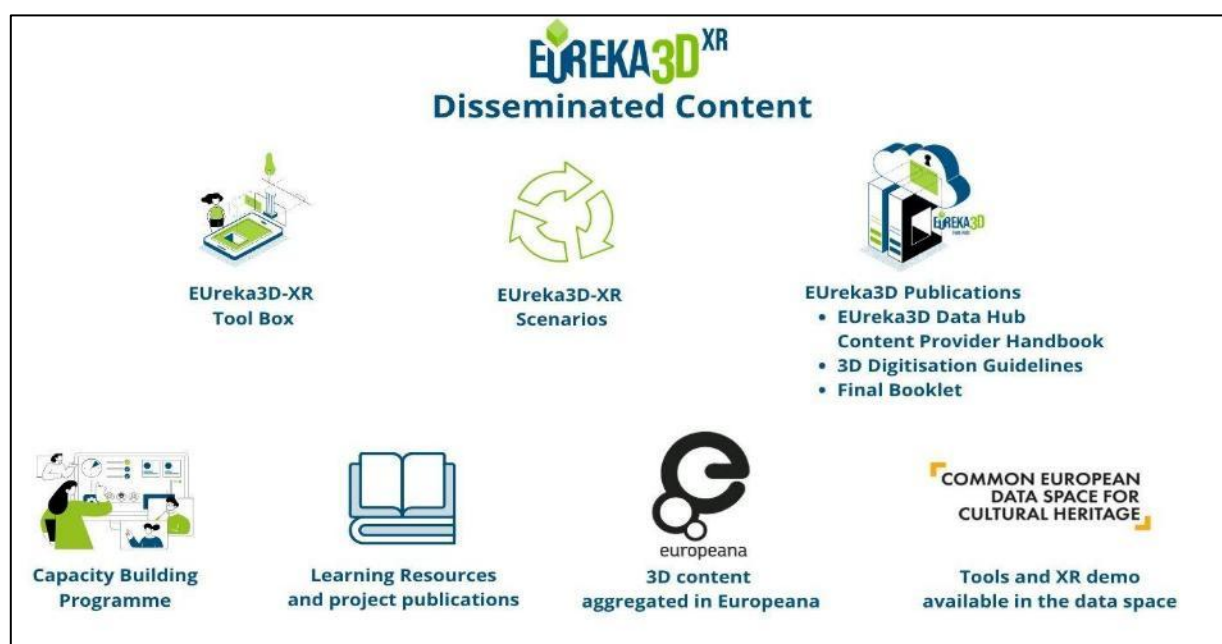 EUREKA3D XR
Disseminated Content
EUreka3D-XR
Tool Box
EUreka3D-XR
Scenarios
EUREKA3D
EUreka3D Publications
• EUreka3D Data Hub
Content Provider Handbook
• 3D Digitisation Guidelines
• Final Booklet
Capacity Building
Programme
Learning Resources
and project publications
europeana
3D content
aggregated in Europeana
COMMON EUROPEAN
DATA SPACE FOR
CULTURAL HERITAGE
Tools and XR demo
available in the data space